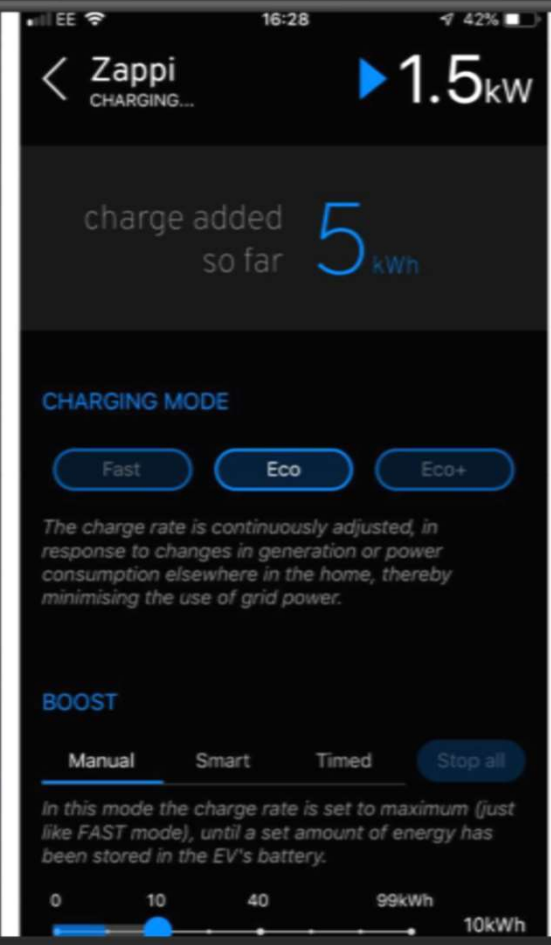 EE 16:28 42%
Zappi
CHARGING...
1.5kW
charge added
so far
5kWh
CHARGING MODE
Fast Eco Eco+
The charge rate is continuously adjusted, in
response to changes in generation or power
consumption elsewhere in the home, thereby
minimising the use of grid power.
BOOST
Manual Smart Timed Stop all
In this mode the charge rate is set to maximum (just
like FAST mode), until a set amount of energy has
been stored in the EV's battery.
0 10 40 99kWh
10kWh